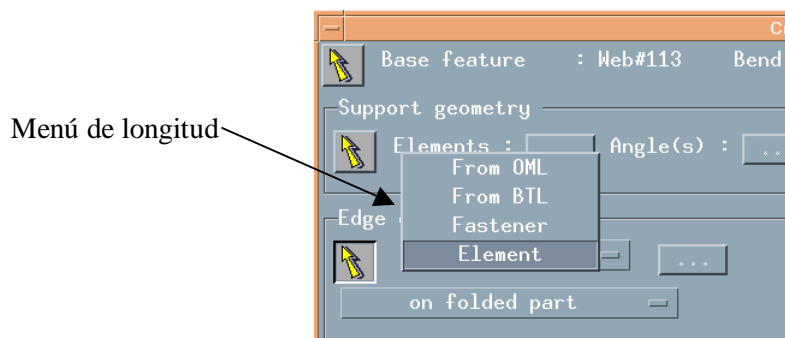 C
Base feature : Web#113 Bend
Support geometry
Menú de longitud
Elements : Angle(s) : ..
From OML
From BTL
Edge
Fastener
Element ...
on folded part